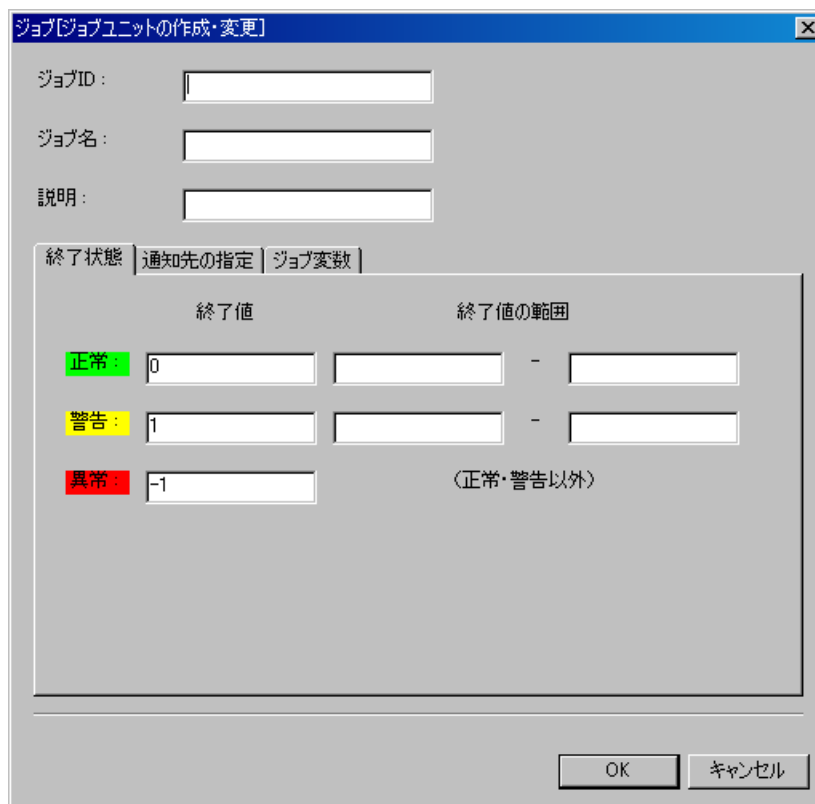 ジョブ[ジョブユニットの作成・変更]
ジョブID：
ジョブ名：
説明：
終了状態 通知先の指定 ジョブ変数
終了値 終了値の範囲
正常： 0 -
警告： 1 -
異常： -1 （正常・警告以外）
OK キャンセル